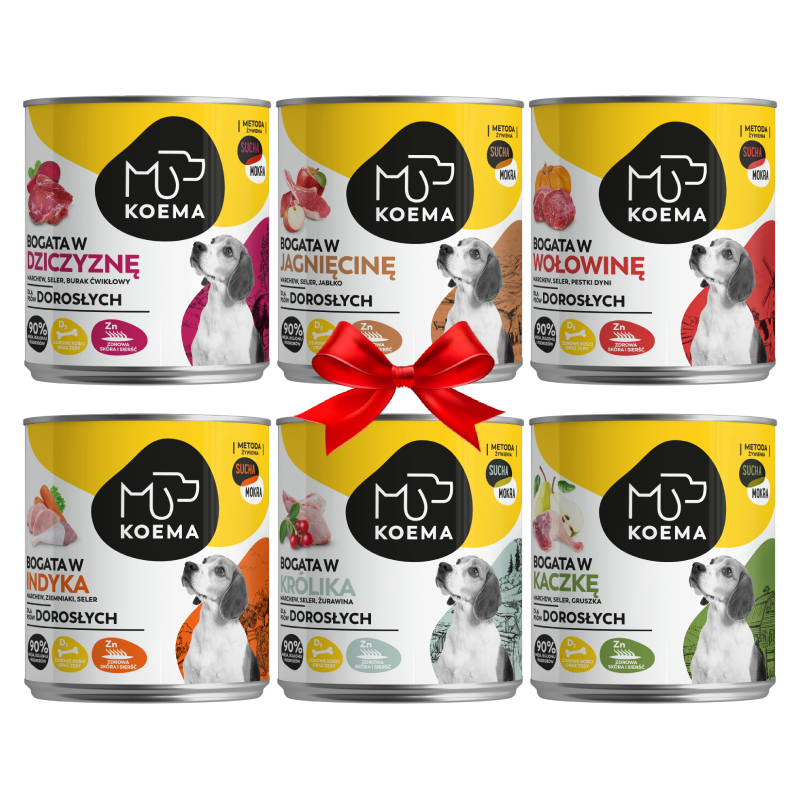 KOEMA
METODA
ŻYWIENIA
SUCHA
MOKRA
BOGATA W
DZICZYZNĘ
MARCHEW, SELER, BURAK ĆWIKŁOWY
DLA
PSÓW DOROSŁYCH
90%
D₃
Zn
ZDROWA
SKÓRA I SIERŚĆ
KOEMA
METODA
ŻYWIENIA
SUCHA
MOKRA
BOGATA W
JAGNIĘCINĘ
MARCHEW, SELER, JABŁKO
DLA
PSÓW DOROSŁYCH
90%
D₃
Zn
ZDROWA
SKÓRA I SIERŚĆ
KOEMA
METODA
ŻYWIENIA
SUCHA
MOKRA
BOGATA W
WOŁOWINĘ
MARCHEW, SELER, PESTKI DYNI
DLA
PSÓW DOROSŁYCH
90%
D₃
Zn
ZDROWA
SKÓRA I SIERŚĆ
KOEMA
METODA
ŻYWIENIA
SUCHA
MOKRA
BOGATA W
INDYKA
MARCHEW, ZIEMNIAKI, SELER
DLA
PSÓW DOROSŁYCH
90%
D₃
Zn
ZDROWA
SKÓRA I SIERŚĆ
KOEMA
METODA
ŻYWIENIA
SUCHA
MOKRA
BOGATA W
KRÓLIKA
MARCHEW, SELER, ŻURAWINA
DLA
PSÓW DOROSŁYCH
90%
D₃
Zn
ZDROWA
SKÓRA I SIERŚĆ
KOEMA
METODA
ŻYWIENIA
SUCHA
MOKRA
BOGATA W
KACZKĘ
MARCHEW, SELER, GRUSZKA
DLA
PSÓW DOROSŁYCH
90%
D₃
Zn
ZDROWA
SKÓRA I SIERŚĆ